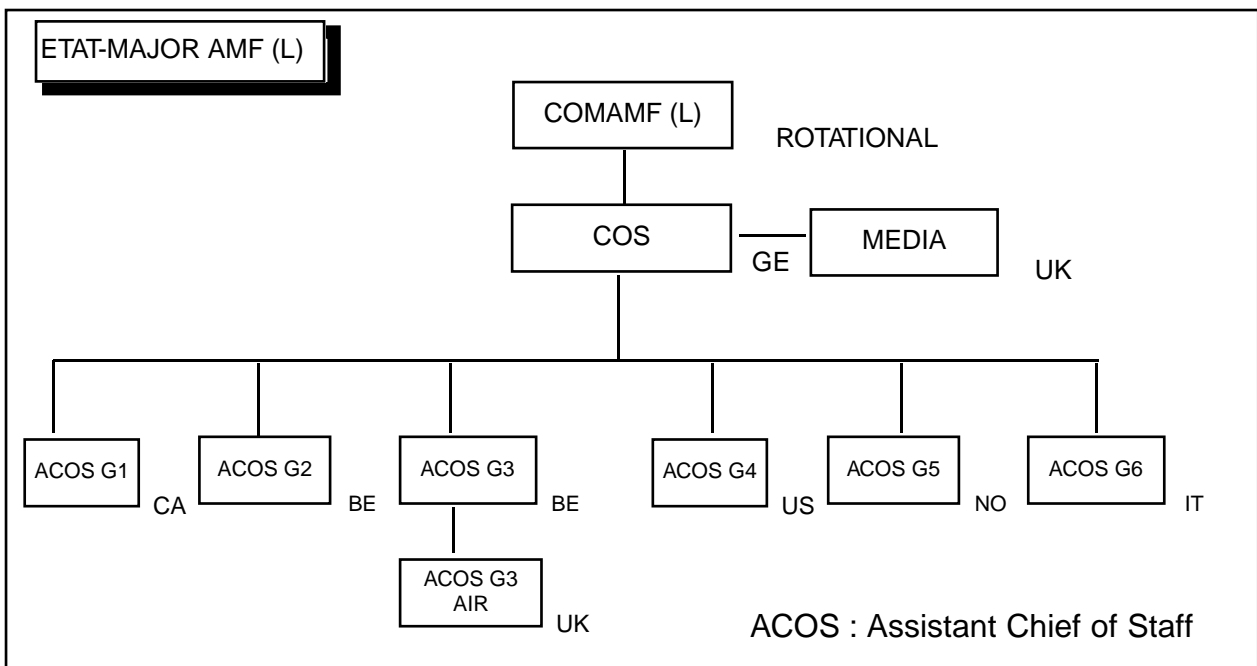 ETAT-MAJOR AMF (L)
COMAMF (L)
ROTATIONAL
COS
GE
MEDIA
UK
ACOS G1
CA
ACOS G2
BE
ACOS G3
BE
ACOS G4
US
ACOS G5
NO
ACOS G6
IT
ACOS G3
AIR
UK
ACOS : Assistant Chief of Staff